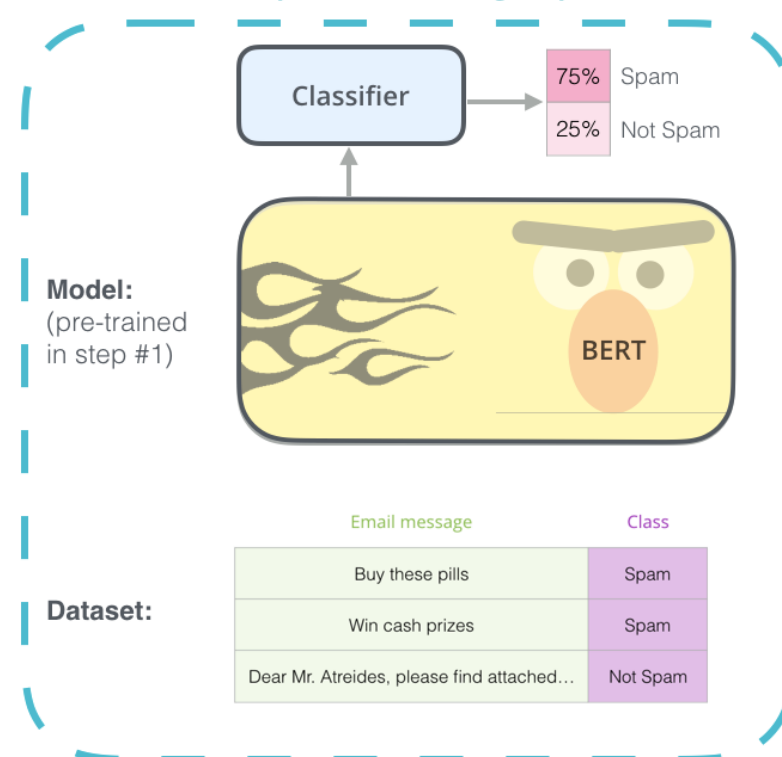 Classifier
75% Spam
25% Not Spam
Model:
(pre-trained
in step #1)
BERT
Email message Class
Dataset:
Buy these pills Spam
Win cash prizes Spam
Dear Mr. Atreides, please find attached… Not Spam